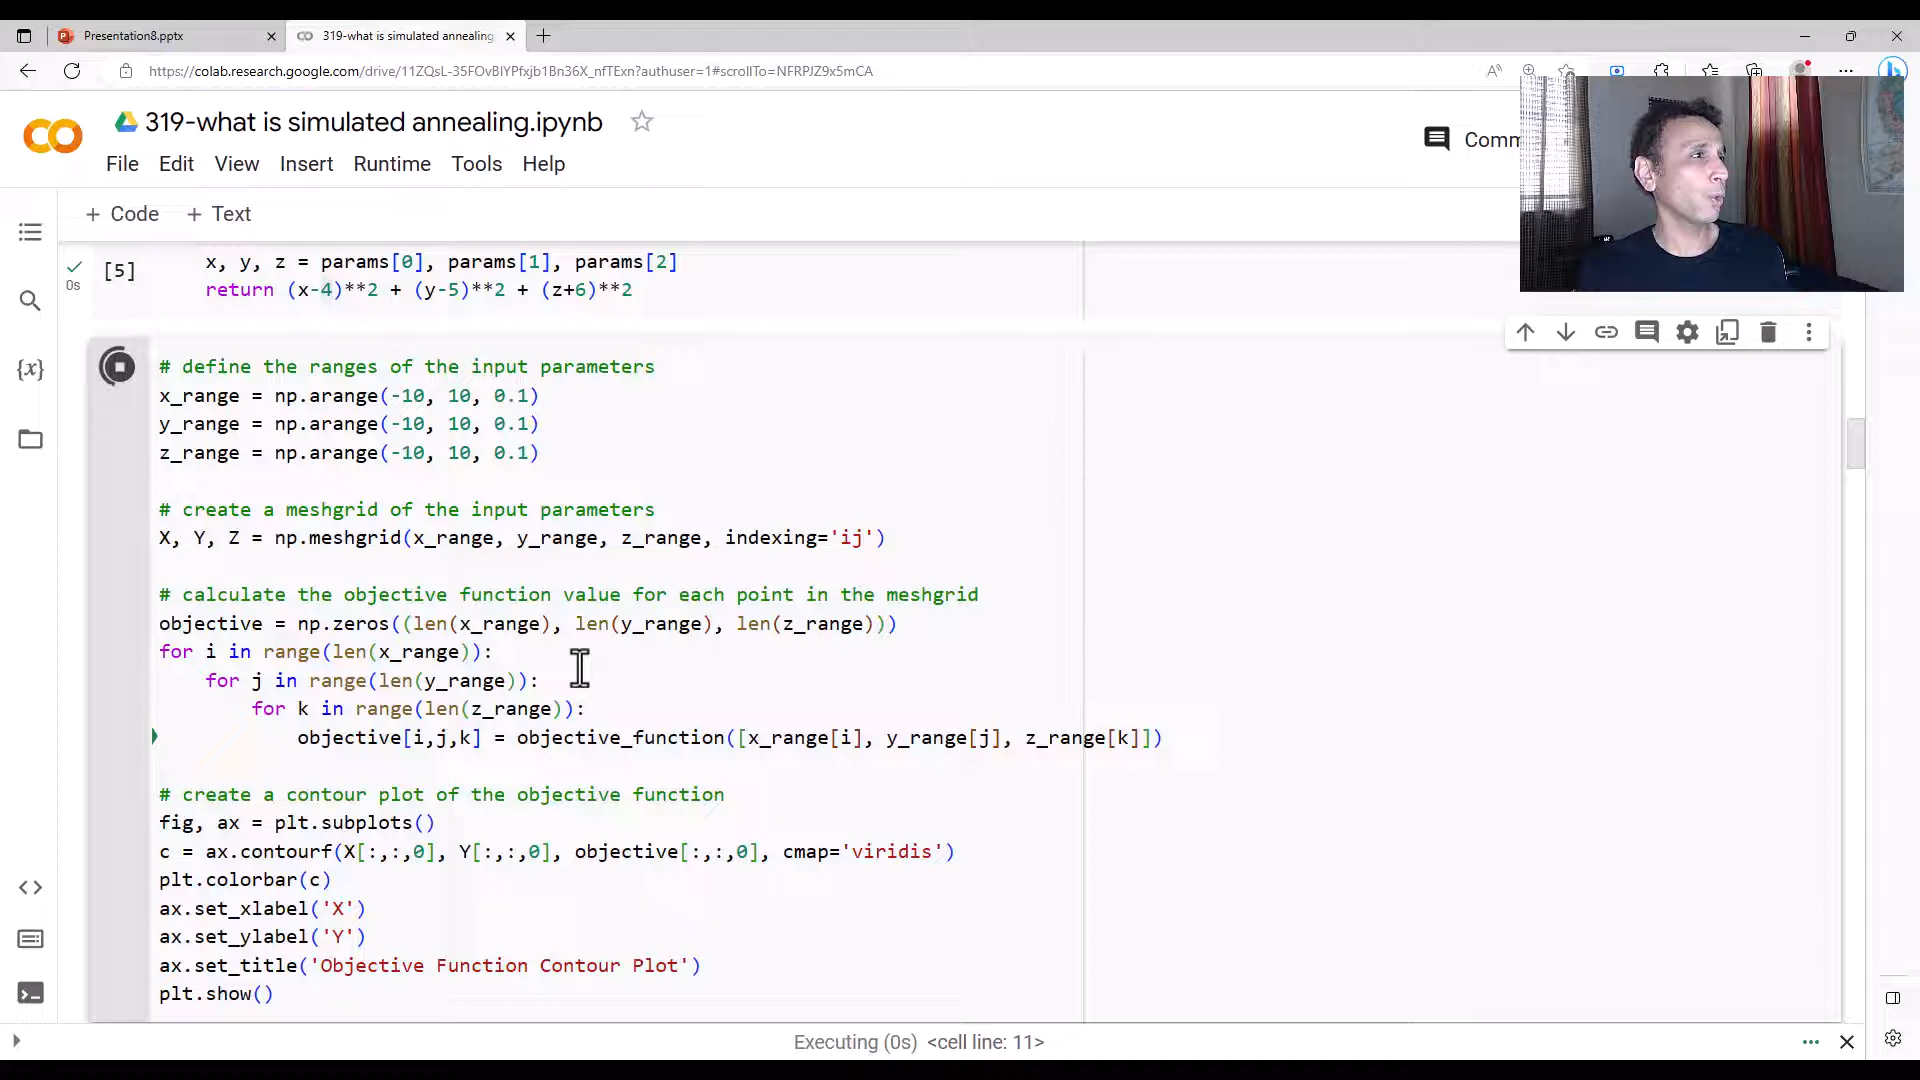 Presentation8.pptx
319-what is simulated annealing
https://colab.research.google.com/drive/11ZQsL-35FOvBlYPfxjb1Bn36X_nfTExn?authuser=1#scrollTo=NFRPJZ9x5mCA
319-what is simulated annealing.ipynb
Comm
File Edit View Insert Runtime Tools Help
+ Code + Text
[5]
0s
x, y, z = params[0], params[1], params[2]
return (x-4)**2 + (y-5)**2 + (z+6)**2
# define the ranges of the input parameters
x_range = np.arange(-10, 10, 0.1)
y_range = np.arange(-10, 10, 0.1)
z_range = np.arange(-10, 10, 0.1)
# create a meshgrid of the input parameters
X, Y, Z = np.meshgrid(x_range, y_range, z_range, indexing='ij')
# calculate the objective function value for each point in the meshgrid
objective = np.zeros((len(x_range), len(y_range), len(z_range)))
for i in range(len(x_range)):
for j in range(len(y_range)):
for k in range(len(z_range)):
objective[i,j,k] = objective_function([x_range[i], y_range[j], z_range[k]])
# create a contour plot of the objective function
fig, ax = plt.subplots()
c = ax.contourf(X[:,:,0], Y[:,:,0], objective[:,:,0], cmap='viridis')
plt.colorbar(c)
ax.set_xlabel('X')
ax.set_ylabel('Y')
ax.set_title('Objective Function Contour Plot')
plt.show()
Executing (0s) <cell line: 11>